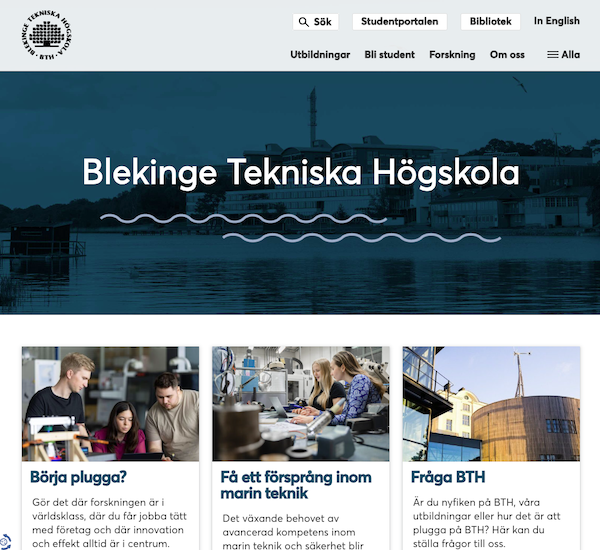 BLEKINGE TEKNISKA HÖGSKOLA · BTH ·
Sök
Studentportalen
Bibliotek
In English
Utbildningar
Bli student
Forskning
Om oss
Alla
Blekinge Tekniska Högskola
Börja plugga?
Gör det där forskningen är i
världsklass, där du får jobba tätt
med företag och där innovation
och effekt alltid är i centrum.
Få ett försprång inom
marin teknik
Det växande behovet av
avancerad kompetens inom
marin teknik och säkerhet blir
Fråga BTH
Är du nyfiken på BTH, våra
utbildningar eller hur det är att
plugga på BTH? Här kan du
ställa frågor till oss.